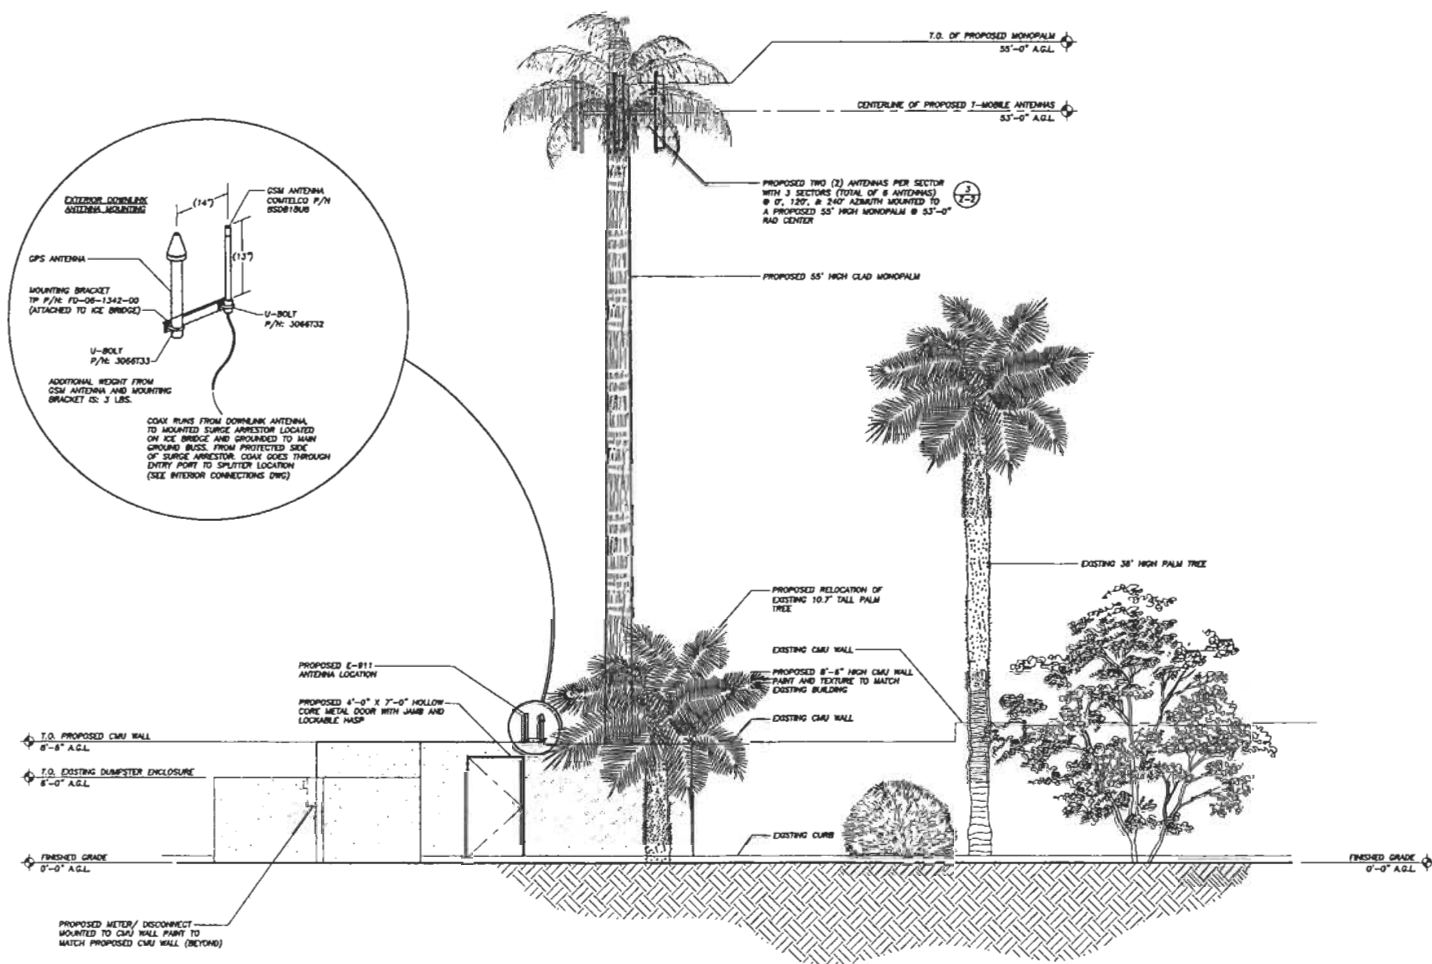 T.O. OF PROPOSED MONOPALM
55'-0" A.G.L.
CENTERLINE OF PROPOSED T-MOBILE ANTENNAS
53'-0" A.G.L.
PROPOSED TWO (2) ANTENNAS PER SECTOR
WITH 3 SECTORS (TOTAL OF 6 ANTENNAS)
@ 0°, 120°, & 240° AZIMUTH MOUNTED TO
A PROPOSED 55' HIGH MONOPALM @ 53'-0"
RAD CENTER
3
Z-2
PROPOSED 55' HIGH CLAD MONOPALM
EXTERIOR DOWNLINK
ANTENNA MOUNTING
(14")
GSM ANTENNA
COMTELCO P/N
(13")
GPS ANTENNA
MOUNTING BRACKET
TP P/N: FD-06-1342-00
(ATTACHED TO ICE BRIDGE)
U-BOLT
P/N: 3066T32
U-BOLT
P/N: 3066T33
ADDITIONAL WEIGHT FROM
GSM ANTENNA AND MOUNTING
BRACKET IS: 3 LBS.
COAX RUNS FROM DOWNLINK ANTENNA,
TO MOUNTED SURGE ARRESTOR LOCATED
ON ICE BRIDGE AND GROUNDED TO MAIN
GROUND BUSS. FROM PROTECTED SIDE
OF SURGE ARRESTOR. COAX GOES THROUGH
ENTRY PORT TO SPLITTER LOCATION
(SEE INTERIOR CONNECTIONS DWG)
EXISTING 38' HIGH PALM TREE
PROPOSED RELOCATION OF
EXISTING 10.7' TALL PALM
TREE
EXISTING CMU WALL
PROPOSED 8'-6" HIGH CMU WALL
PAINT AND TEXTURE TO MATCH
EXISTING BUILDING
EXISTING CMU WALL
PROPOSED E-911
ANTENNA LOCATION
PROPOSED 4'-0" X 7'-0" HOLLOW
CORE METAL DOOR WITH JAMB AND
LOCKABLE HASP
T.O. PROPOSED CMU WALL
8'-6" A.G.L.
T.O. EXISTING DUMPSTER ENCLOSURE
6'-0" A.G.L.
EXISTING CURB
FINISHED GRADE
0'-0" A.G.L.
FINISHED GRADE
0'-0" A.G.L.
PROPOSED METER/ DISCONNECT
MOUNTED TO CMU WALL PAINT TO
MATCH PROPOSED CMU WALL (BEYOND)